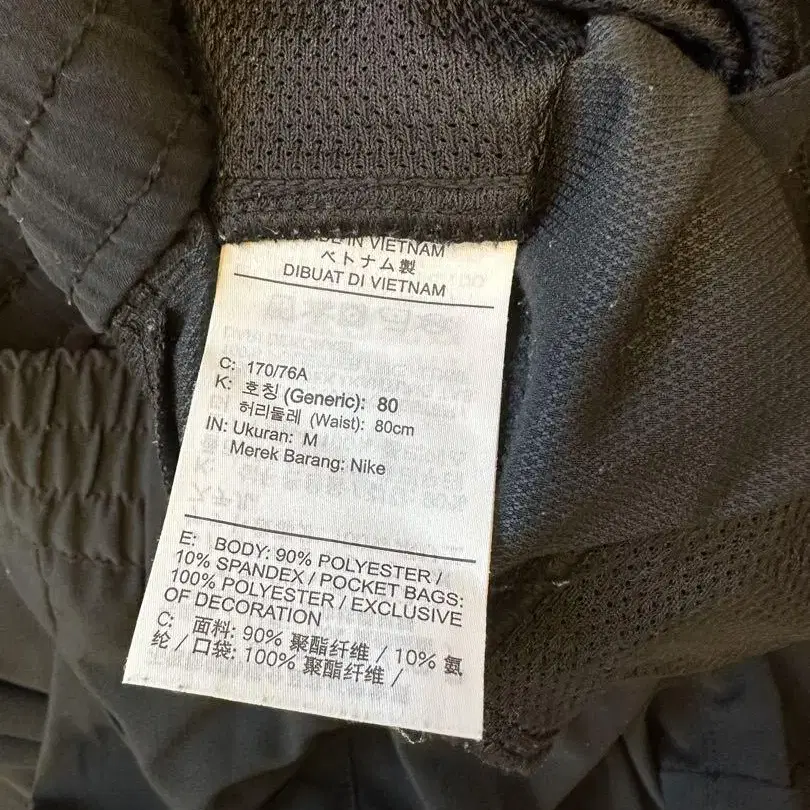 IN VIETNAM
ベトナム製
DIBUAT DI VIETNAM
C: 170/76A
K: 호칭 (Generic): 80
허리둘레 (Waist): 80cm
IN: Ukuran: M
Merek Barang: Nike
E: BODY: 90% POLYESTER /
10% SPANDEX / POCKET BAGS:
100% POLYESTER / EXCLUSIVE
OF DECORATION
C: 面料: 90% 聚酯纤维 / 10% 氨
纶 / 口袋: 100% 聚酯纤维 /